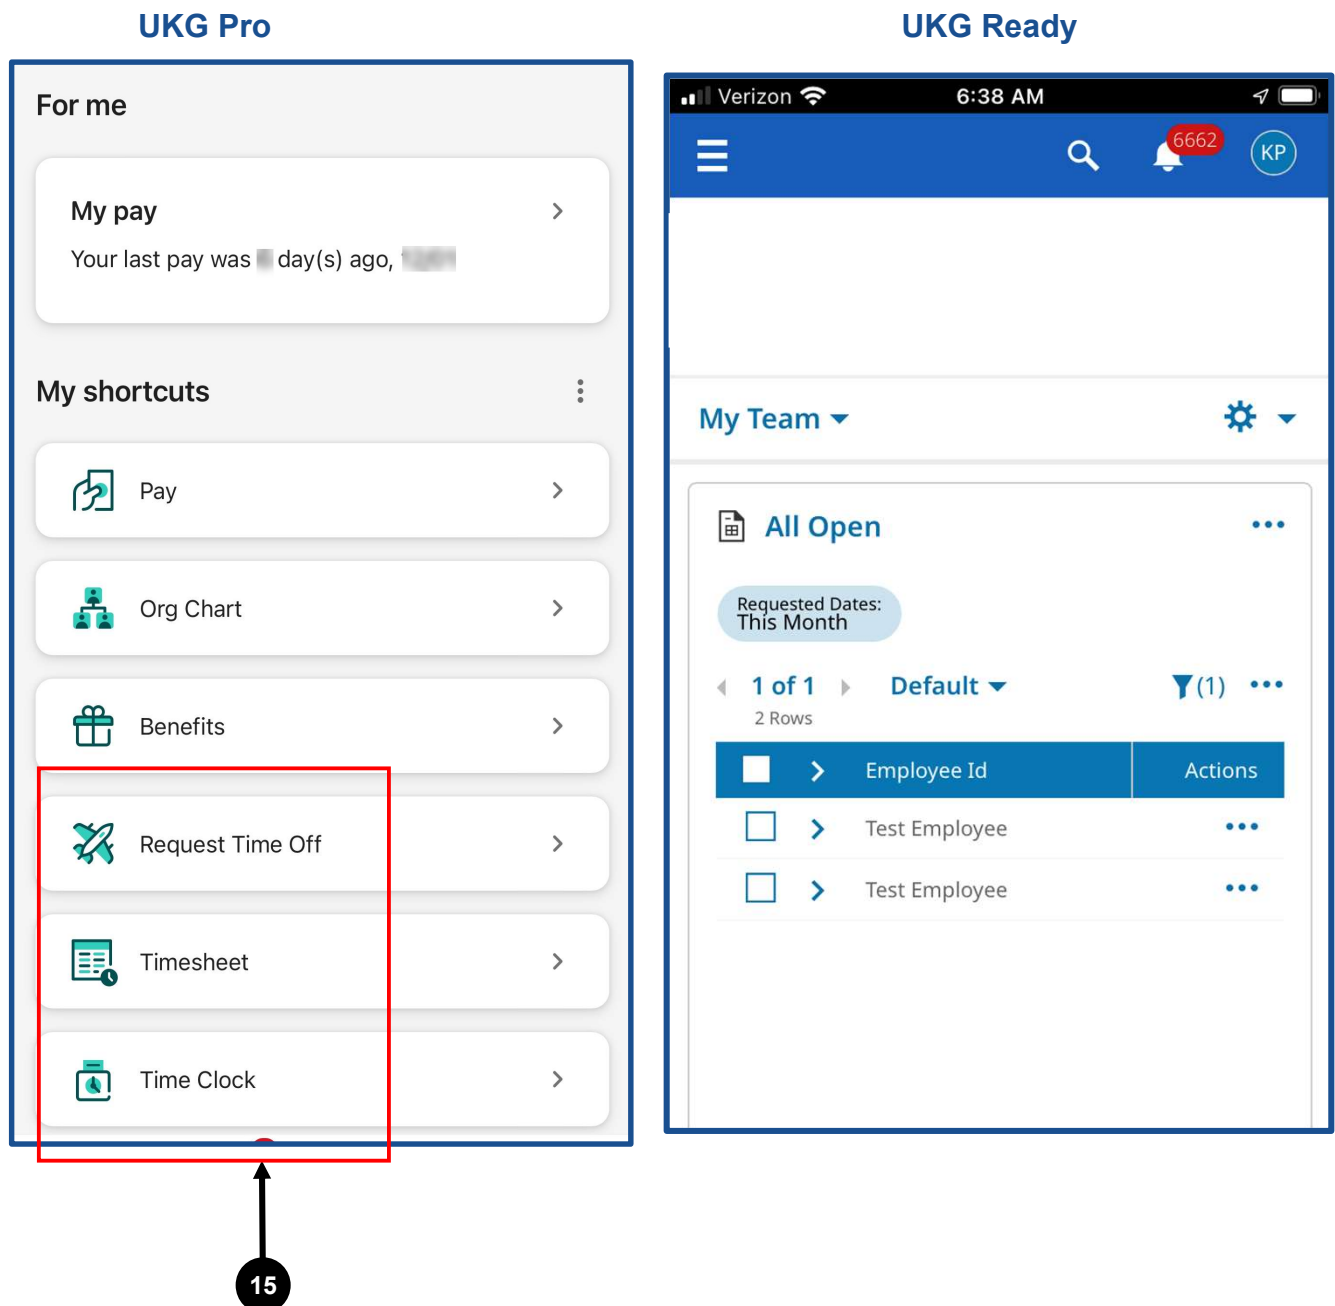 UKG Pro
For me
My pay
Your last pay was day(s) ago,
My shortcuts
Pay
Org Chart
Benefits
Request Time Off
Timesheet
Time Clock
15
UKG Ready
Verizon 6:38 AM
6662
KP
My Team
All Open
Requested Dates:
This Month
1 of 1 Default (1)
2 Rows
Employee Id Actions
Test Employee
Test Employee